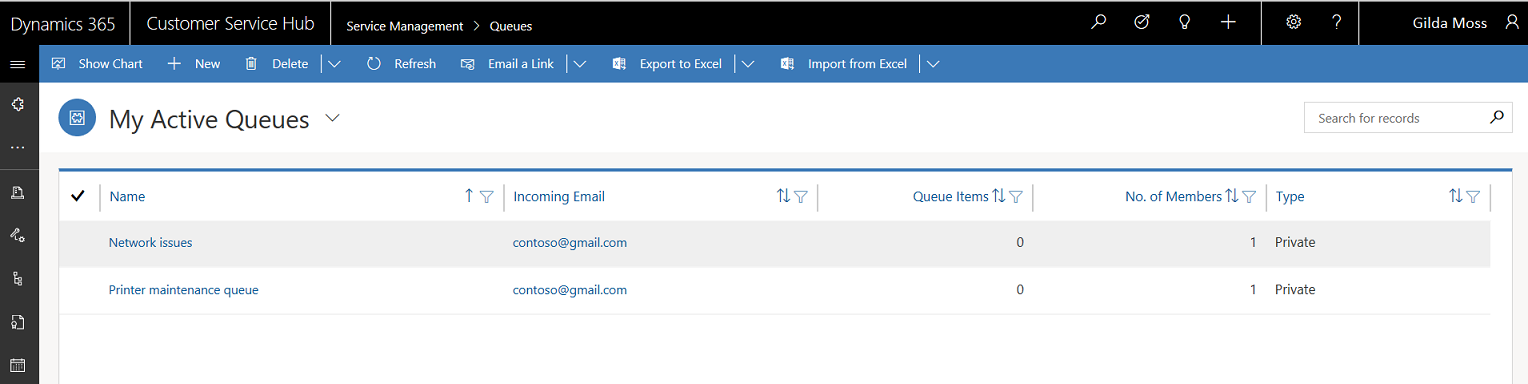 Dynamics 365 Customer Service Hub Service Management > Queues ? Gilda Moss
Show Chart New Delete Refresh Email a Link Export to Excel Import from Excel
My Active Queues Search for records
Name Incoming Email Queue Items No. of Members Type
Network issues contoso@gmail.com 0 1 Private
Printer maintenance queue contoso@gmail.com 0 1 Private